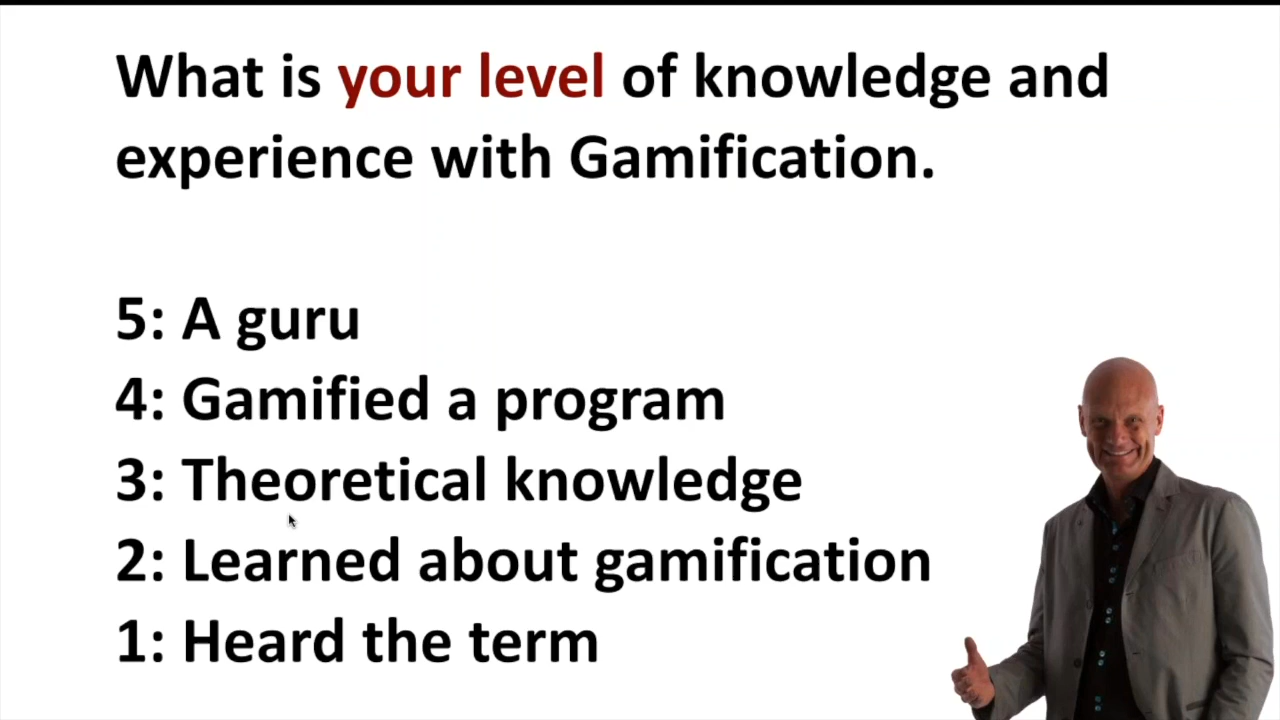 What is your level of knowledge and
experience with Gamification.
5: A guru
4: Gamified a program
3: Theoretical knowledge
2: Learned about gamification
1: Heard the term